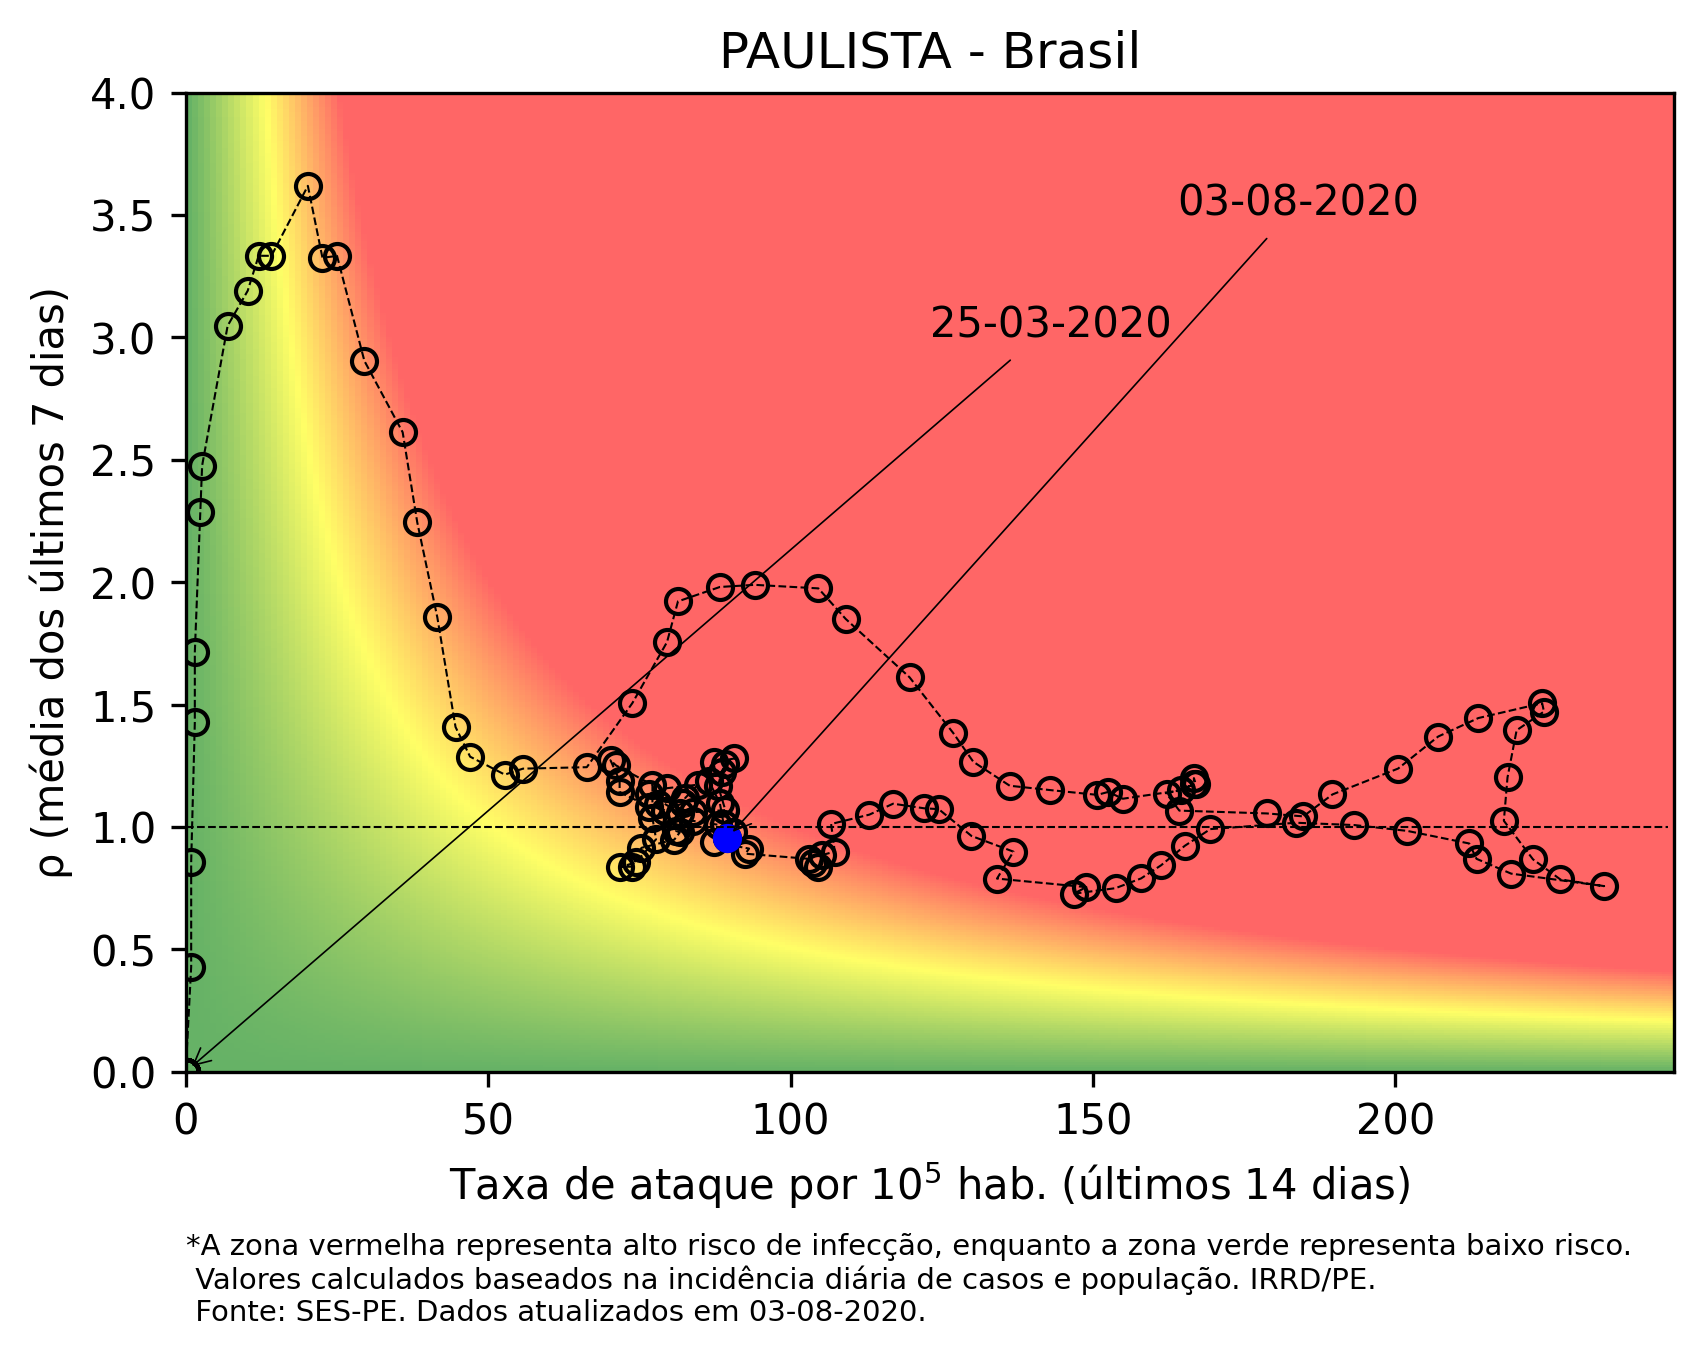 PAULISTA - Brasil
4.0
3.5
3.0
2.5
2.0
1.5
1.0
0.5
0.0
ρ (média dos últimos 7 dias)
03-08-2020
25-03-2020
0 50 100 150 200
Taxa de ataque por 10⁵ hab. (últimos 14 dias)
*A zona vermelha representa alto risco de infecção, enquanto a zona verde representa baixo risco.
Valores calculados baseados na incidência diária de casos e população. IRRD/PE.
Fonte: SES-PE. Dados atualizados em 03-08-2020.